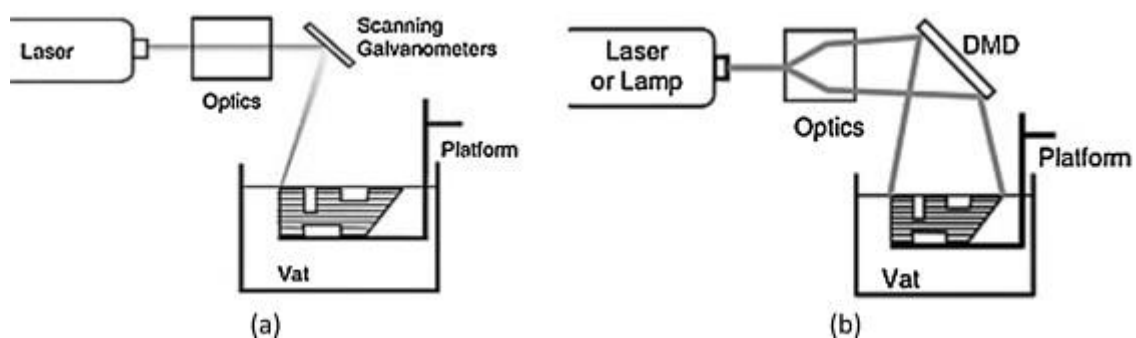 Laser
Optics
Scanning
Galvanometers
Platform
Vat
(a)
Laser
or Lamp
Optics
DMD
Platform
Vat
(b)